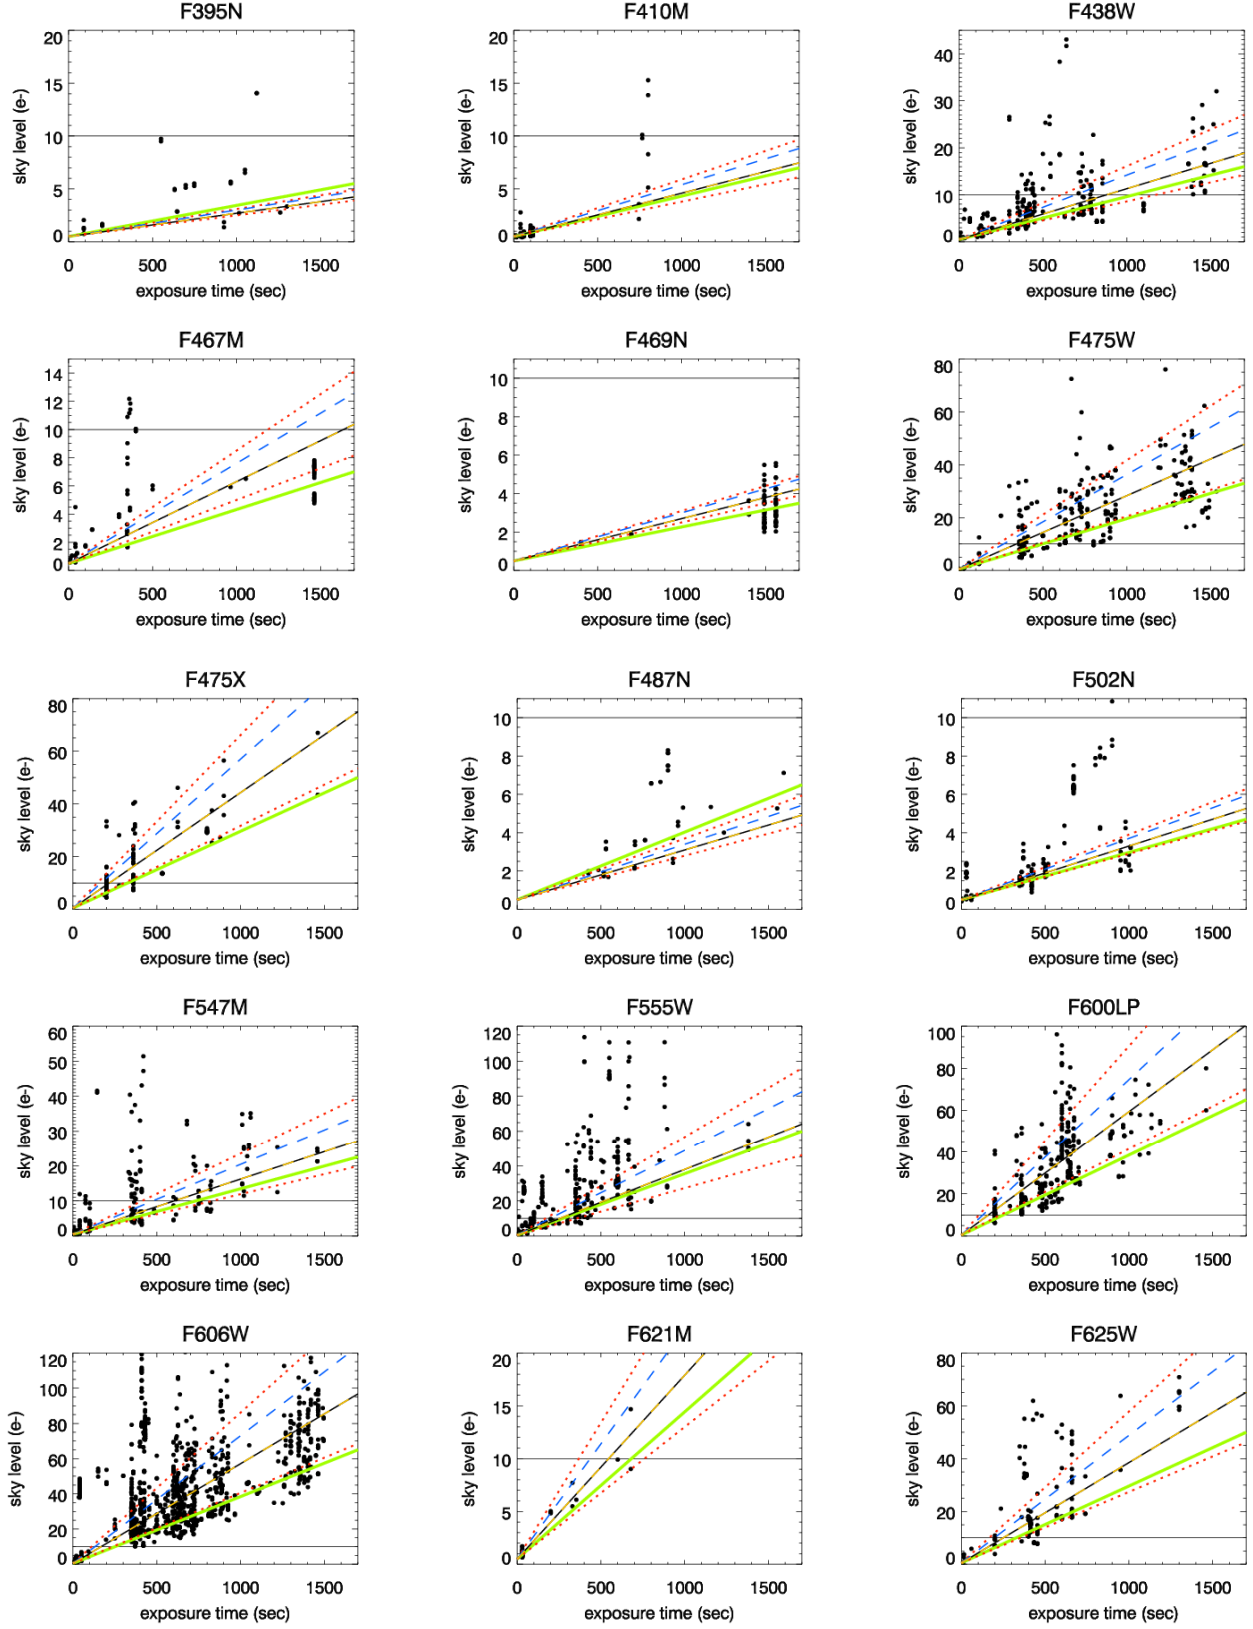 F395N F410M F438W
20 20
15 15 40
30
10 10 20
5 5 10
0 0 0
sky level (e-) sky level (e-) sky level (e-)
0 500 1000 1500 0 500 1000 1500 0 500 1000 1500
exposure time (sec) exposure time (sec) exposure time (sec)
F467M F469N F475W
14 80
12 10 60
10 8
8 6 40
6 4
4 20
2 2
0 0 0
sky level (e-) sky level (e-) sky level (e-)
0 500 1000 1500 0 500 1000 1500 0 500 1000 1500
exposure time (sec) exposure time (sec) exposure time (sec)
F475X F487N F502N
80 10 10
60 8 8
40 6 6
4 4
20 2 2
0 0 0
sky level (e-) sky level (e-) sky level (e-)
0 500 1000 1500 0 500 1000 1500 0 500 1000 1500
exposure time (sec) exposure time (sec) exposure time (sec)
F547M F555W F600LP
60 120 100
50 100 80
40 80 60
30 60
20 40 40
10 20 20
0 0 0
sky level (e-) sky level (e-) sky level (e-)
0 500 1000 1500 0 500 1000 1500 0 500 1000 1500
exposure time (sec) exposure time (sec) exposure time (sec)
F606W F621M F625W
120 20 80
100 15 60
80
60 10 40
40 5 20
20
0 0 0
sky level (e-) sky level (e-) sky level (e-)
0 500 1000 1500 0 500 1000 1500 0 500 1000 1500
exposure time (sec) exposure time (sec) exposure time (sec)